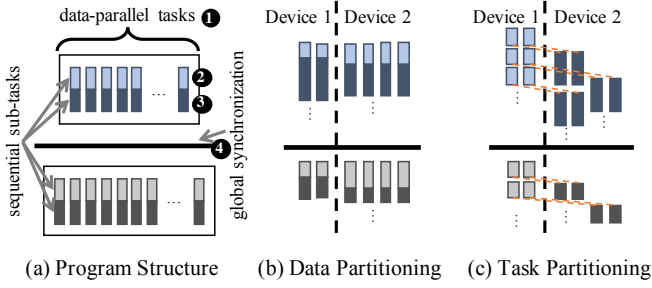 data-parallel tasks 1
2
3
...
4
sequential sub-tasks
global synchronization
...
(a) Program Structure
Device 1 Device 2
...
...
(b) Data Partitioning
Device 1 Device 2
...
...
...
...
(c) Task Partitioning